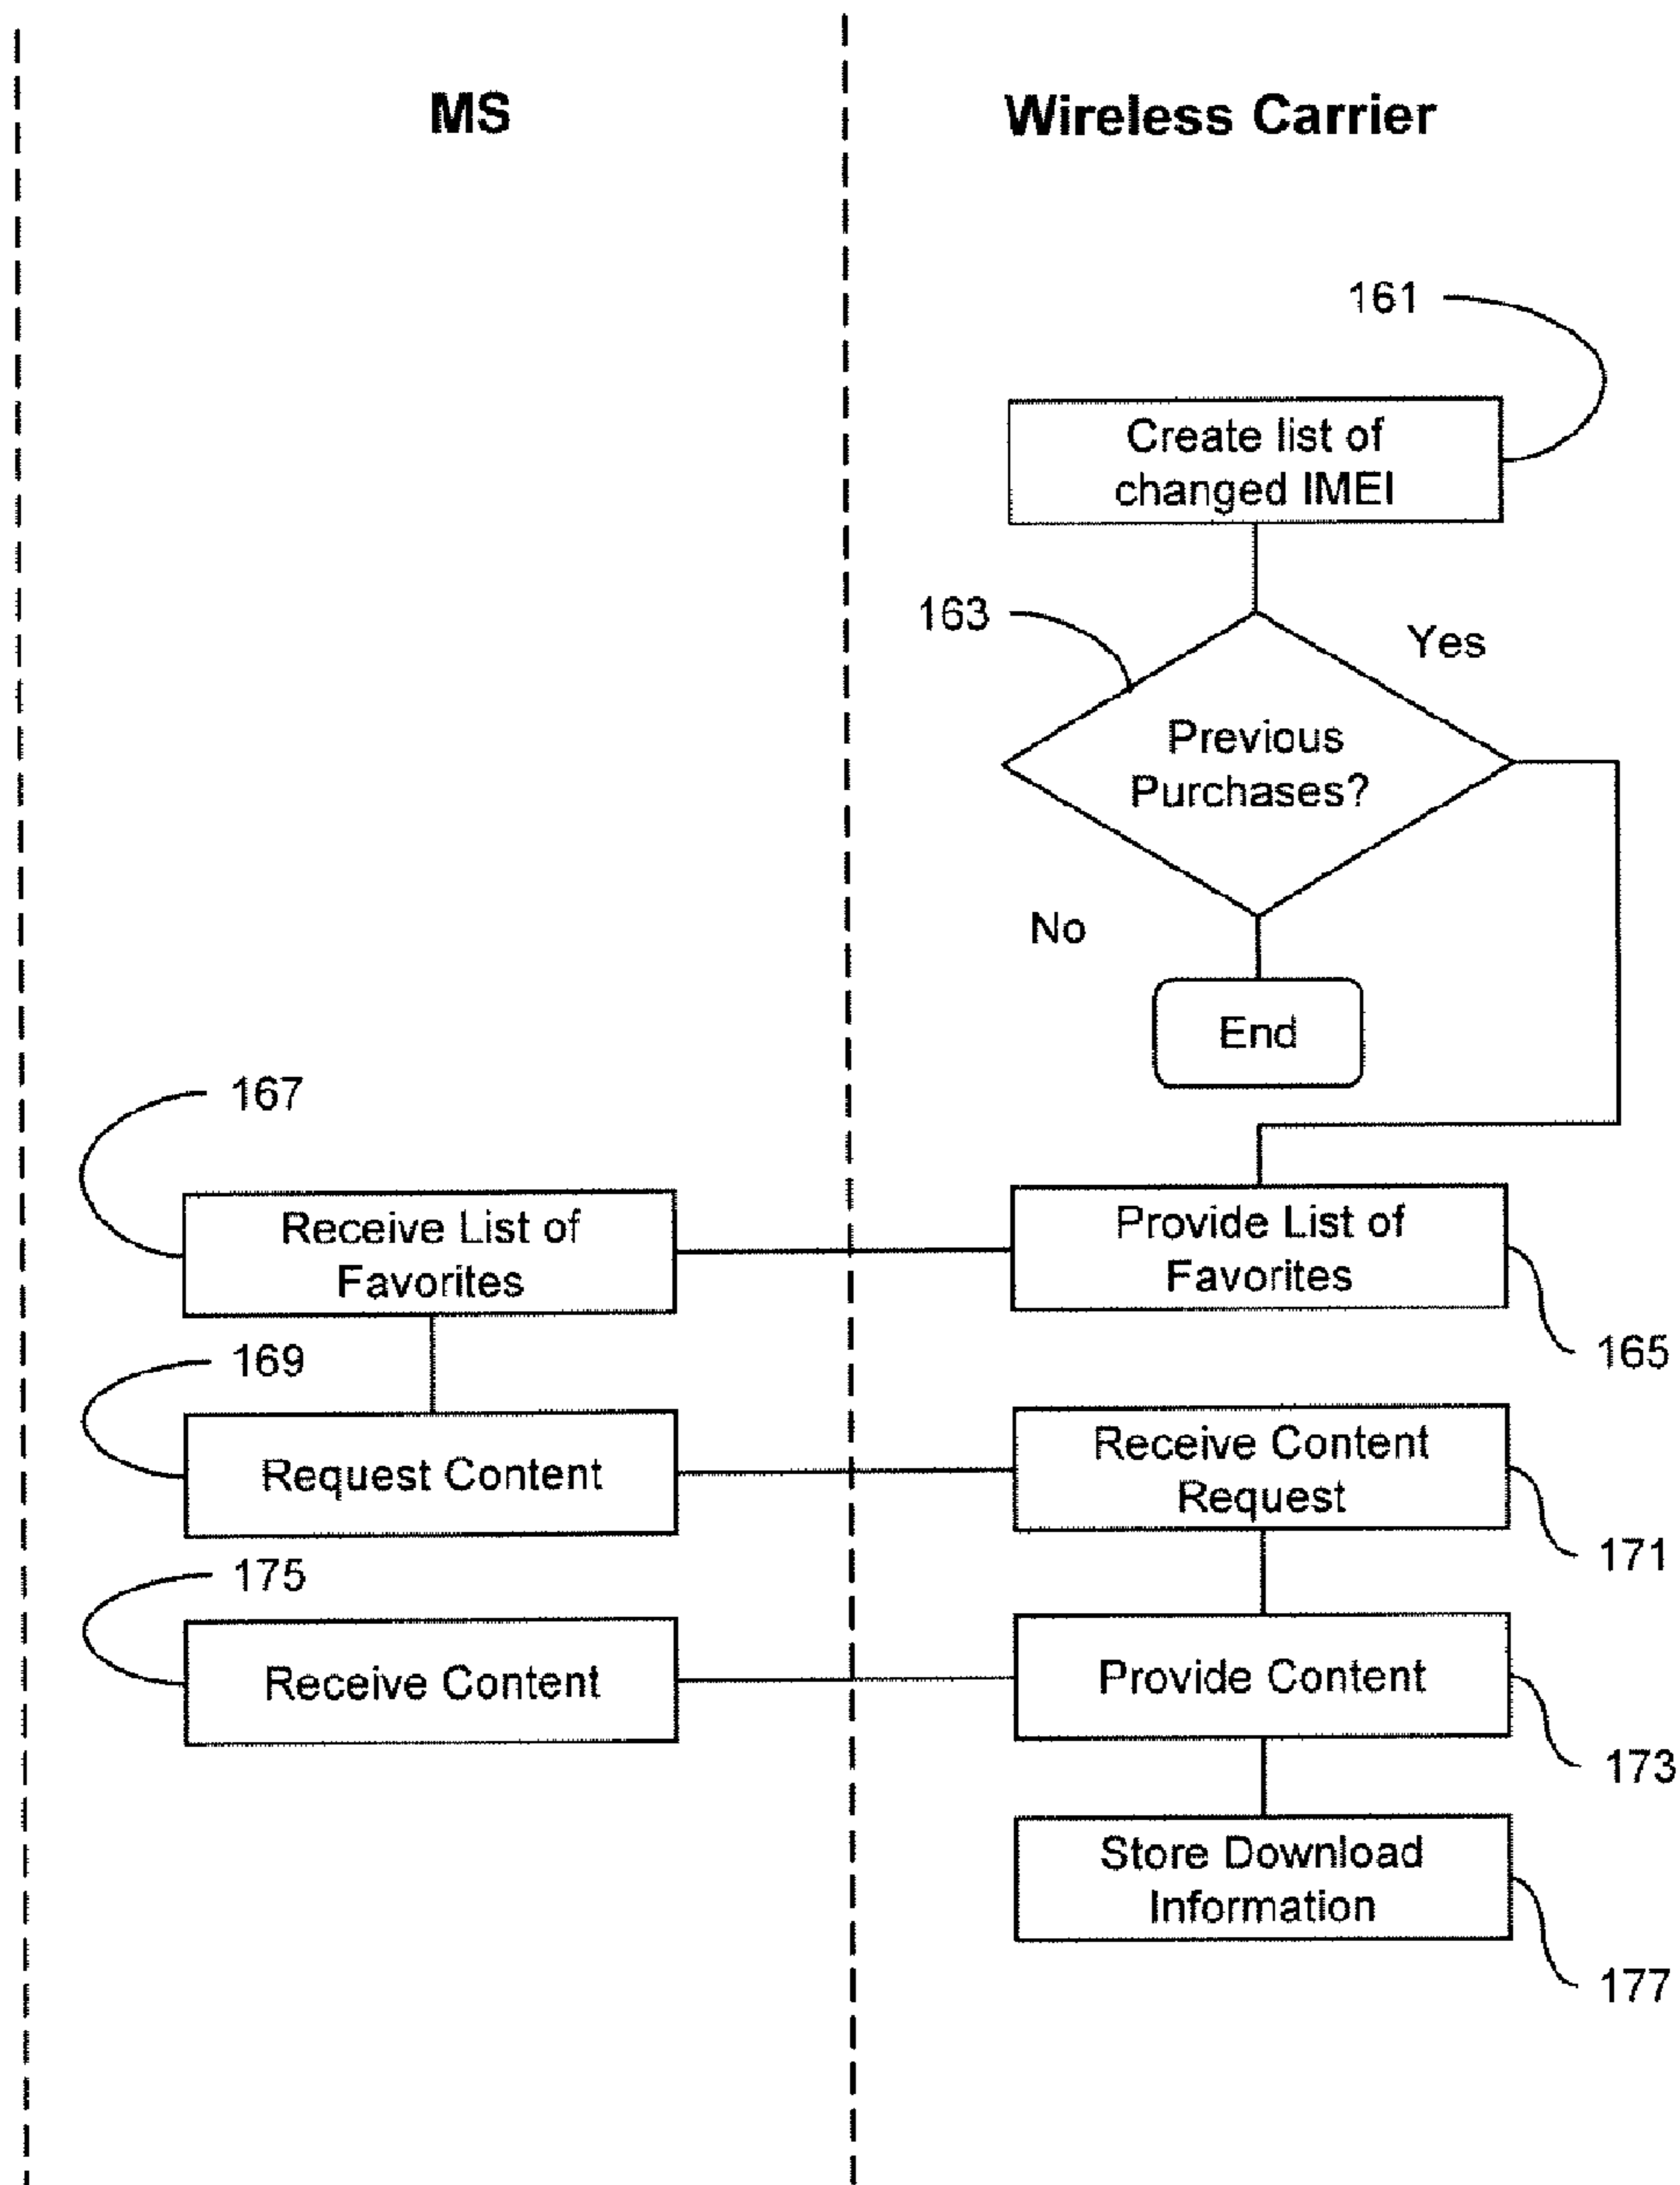 MS
Wireless Carrier
161
Create list of
changed IMEI
163
Yes
Previous
Purchases?
No
End
167
Receive List of
Favorites
Provide List of
Favorites
165
169
Request Content
Receive Content
Request
171
175
Receive Content
Provide Content
173
Store Download
Information
177